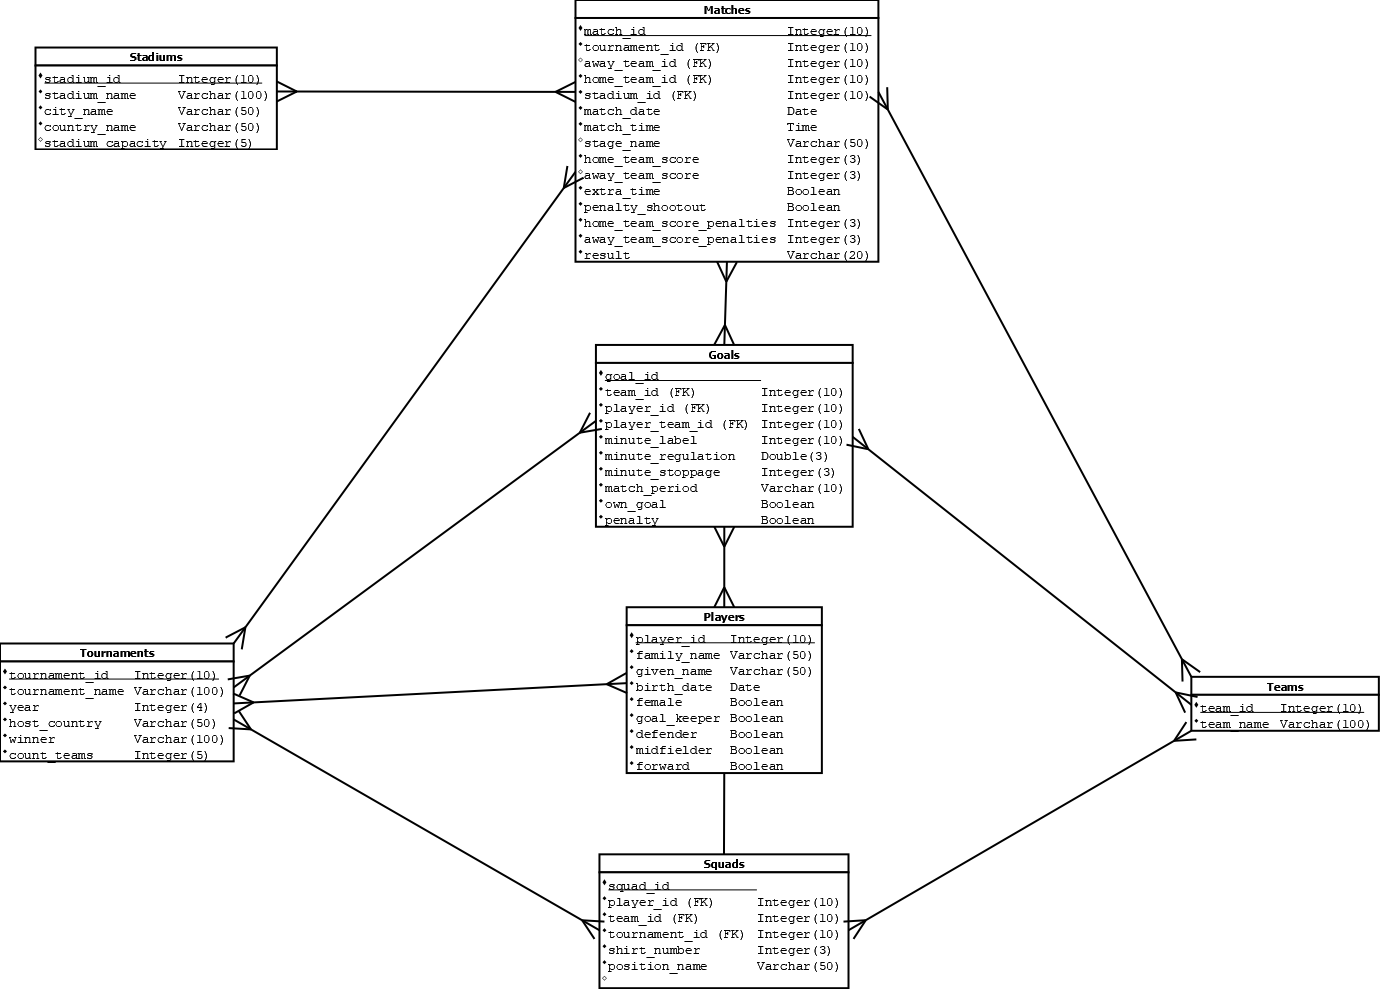 Matches
match_id Integer(10)
tournament_id (FK) Integer(10)
away_team_id (FK) Integer(10)
home_team_id (FK) Integer(10)
stadium_id (FK) Integer(10)
match_date Date
match_time Time
stage_name Varchar(50)
home_team_score Integer(3)
away_team_score Integer(3)
extra_time Boolean
penalty_shootout Boolean
home_team_score_penalties Integer(3)
away_team_score_penalties Integer(3)
result Varchar(20)
Stadiums
stadium_id Integer(10)
stadium_name Varchar(100)
city_name Varchar(50)
country_name Varchar(50)
stadium_capacity Integer(5)
Goals
goal_id
team_id (FK) Integer(10)
player_id (FK) Integer(10)
player_team_id (FK) Integer(10)
minute_label Integer(10)
minute_regulation Double(3)
minute_stoppage Integer(3)
match_period Varchar(10)
own_goal Boolean
penalty Boolean
Players
player_id Integer(10)
family_name Varchar(50)
given_name Varchar(50)
birth_date Date
female Boolean
goal_keeper Boolean
defender Boolean
midfielder Boolean
forward Boolean
Tournaments
tournament_id Integer(10)
tournament_name Varchar(100)
year Integer(4)
host_country Varchar(50)
winner Varchar(100)
count_teams Integer(5)
Teams
team_id Integer(10)
team_name Varchar(100)
Squads
squad_id
player_id (FK) Integer(10)
team_id (FK) Integer(10)
tournament_id (FK) Integer(10)
shirt_number Integer(3)
position_name Varchar(50)